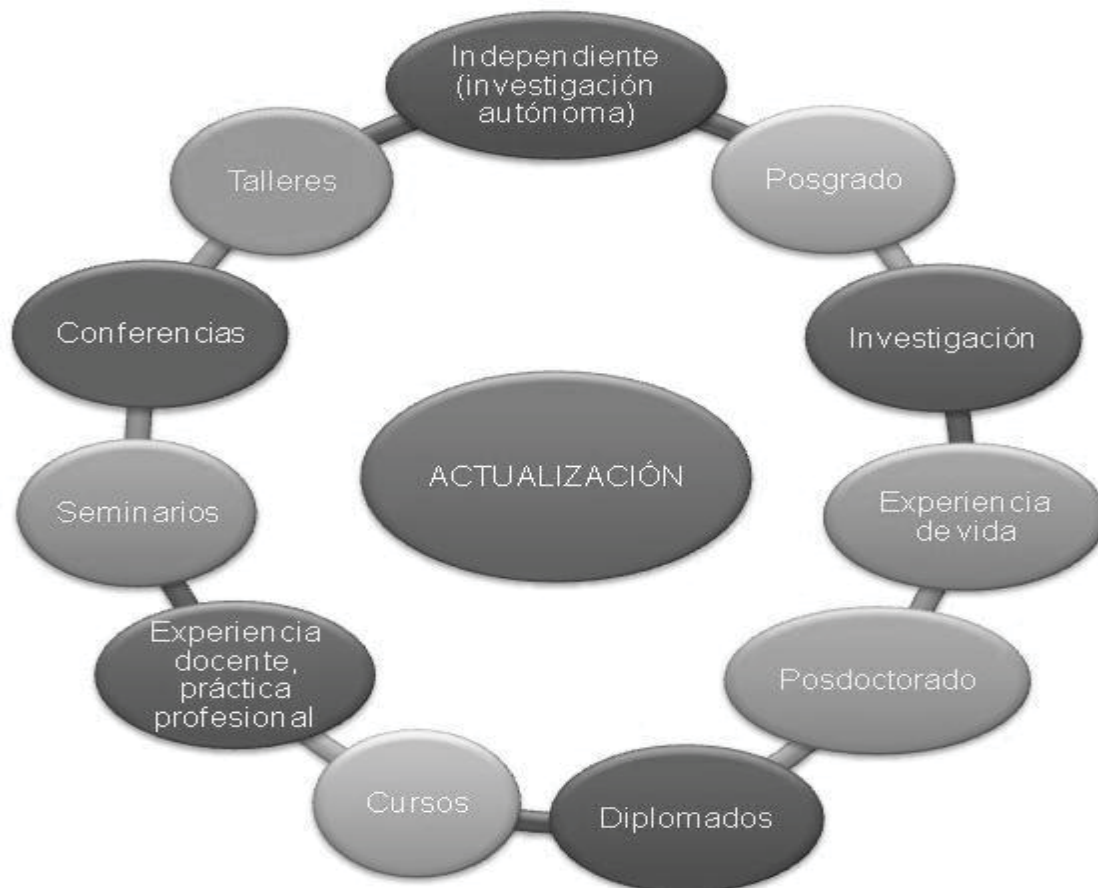 Independiente
(investigación
autónoma)
Posgrado
Investigación
Experiencia
de vida
Posdoctorado
Diplomados
Cursos
Experiencia
docente,
práctica
profesional
Seminarios
Conferencias
Talleres
ACTUALIZACIÓN